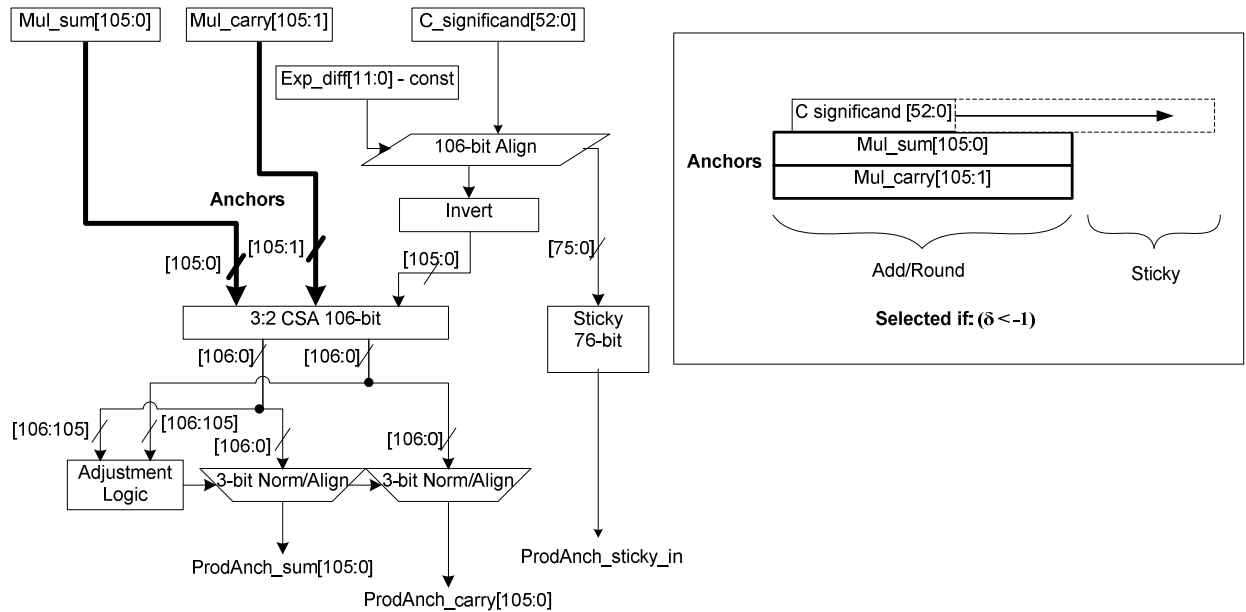 Mul_sum[105:0]
Mul_carry[105:1]
C_significand[52:0]
Exp_diff[11:0] - const
106-bit Align
Anchors
Invert
[105:0]
[105:1]
[105:0]
[75:0]
3:2 CSA 106-bit
Sticky
76-bit
[106:0]
[106:0]
[106:105]
[106:105]
[106:0]
[106:0]
Adjustment
Logic
3-bit Norm/Align
3-bit Norm/Align
ProdAnch_sum[105:0]
ProdAnch_carry[105:0]
ProdAnch_sticky_in
C significand [52:0]
Anchors
Mul_sum[105:0]
Mul_carry[105:1]
Add/Round
Sticky
Selected if: (δ < -1)